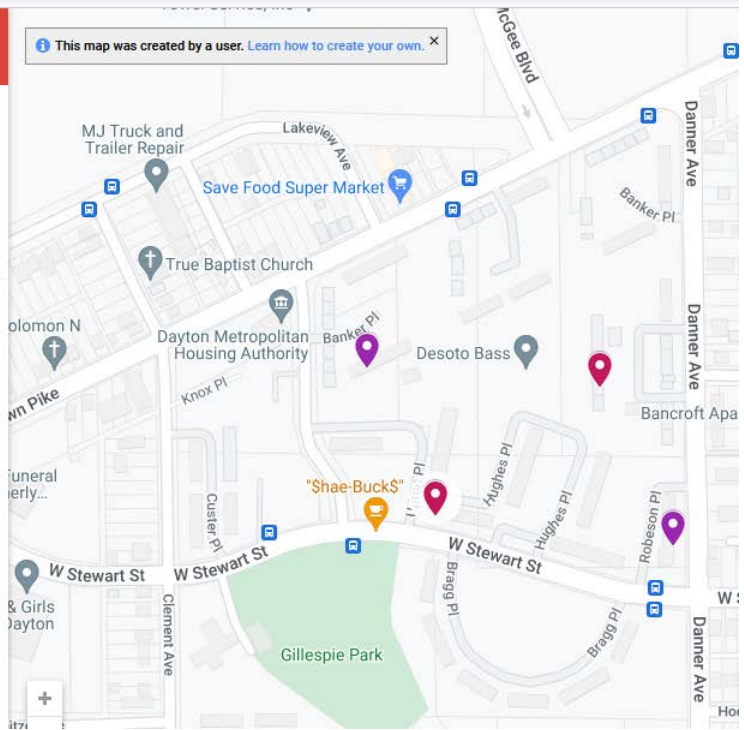 This map was created by a user. Learn how to create your own.
McGee Blvd
Lakeview Ave
MJ Truck and
Trailer Repair
Save Food Super Market
Danner Ave
Banker Pl
True Baptist Church
Dayton Metropolitan
Housing Authority
Banker Pl
Desoto Bass
Danner Ave
olomon N
Knox Pl
wn Pike
Bancroft Apa
Funeral
erly...
"$hae-Buck$"
Hughes Pl
Hughes Pl
Robeson Pl
Custer Pl
W Stewart St
W Stewart St
W Stewart St
W S
& Girls
Dayton
Clement Ave
Bragg Pl
Bragg Pl
Danner Ave
Gillespie Park
+
Hoo